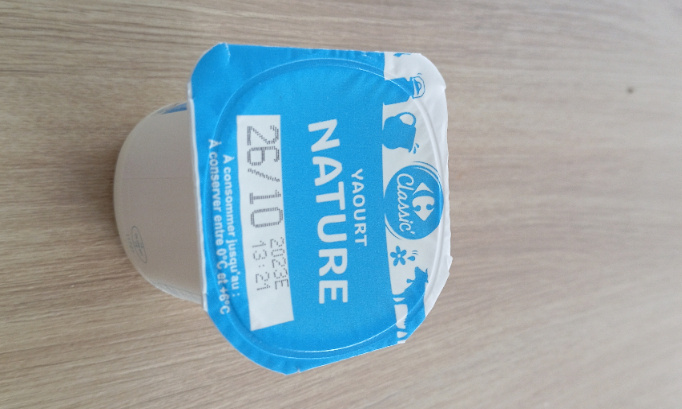 Classic'
YAOURT
NATURE
26/10 2023E
13:21
À consommer jusqu'au :
À conserver entre 0°C et +6°C